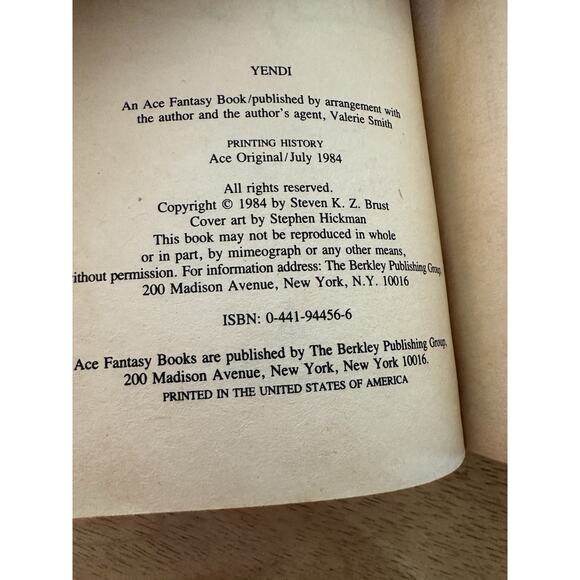 YENDI
An Ace Fantasy Book/published by arrangement with
the author and the author's agent, Valerie Smith
PRINTING HISTORY
Ace Original/July 1984
All rights reserved.
Copyright © 1984 by Steven K. Z. Brust
Cover art by Stephen Hickman
This book may not be reproduced in whole
or in part, by mimeograph or any other means,
without permission. For information address: The Berkley Publishing Group,
200 Madison Avenue, New York, N.Y. 10016
ISBN: 0-441-94456-6
Ace Fantasy Books are published by The Berkley Publishing Group,
200 Madison Avenue, New York, New York 10016.
PRINTED IN THE UNITED STATES OF AMERICA